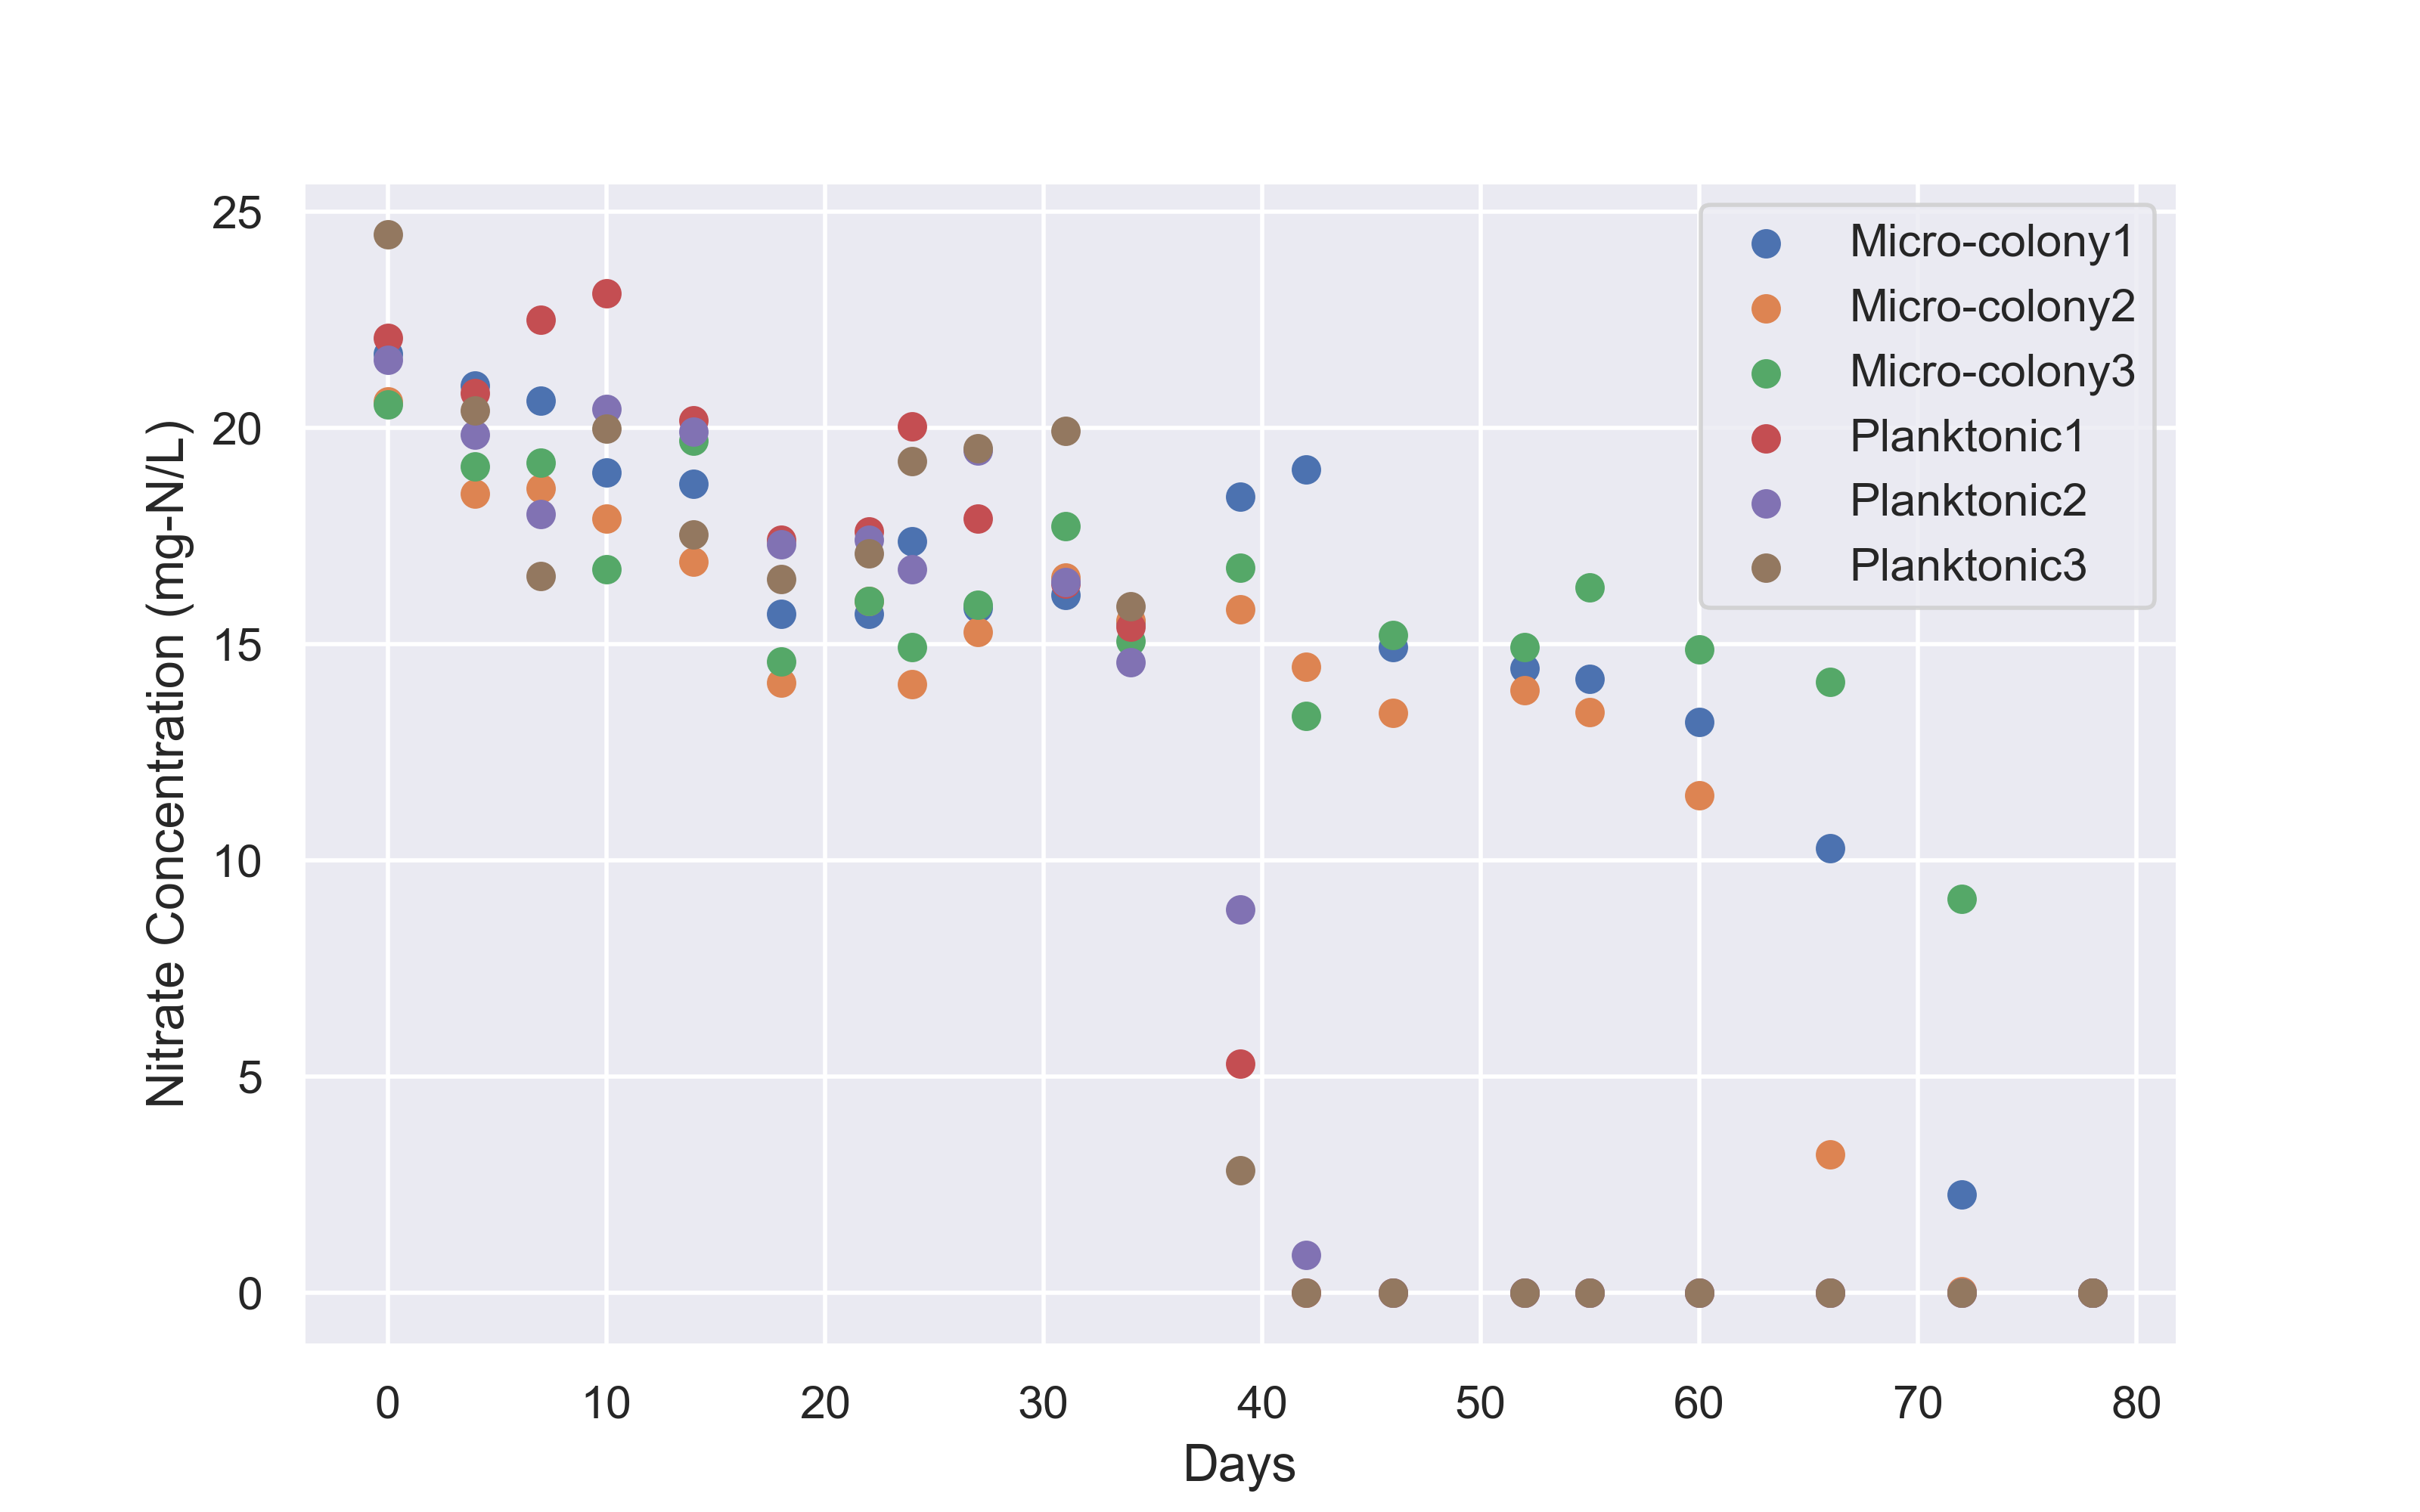 25
20
15
10
5
0
Nitrate Concentration (mg-N/L)
Micro-colony1
Micro-colony2
Micro-colony3
Planktonic1
Planktonic2
Planktonic3
0 10 20 30 40 50 60 70 80
Days